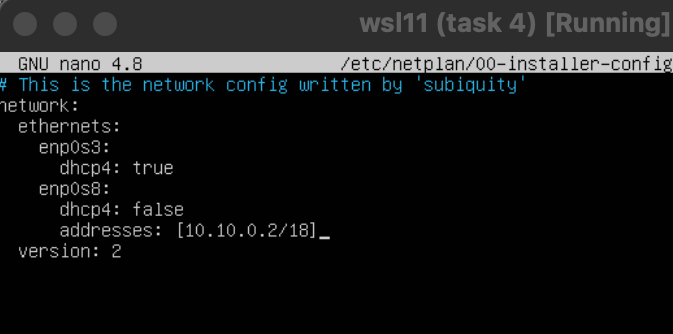 wsl11 (task 4) [Running]
GNU nano 4.8 /etc/netplan/00-installer-config
# This is the network config written by 'subiquity'
network:
  ethernets:
    enp0s3:
      dhcp4: true
    enp0s8:
      dhcp4: false
      addresses: [10.10.0.2/18]
  version: 2